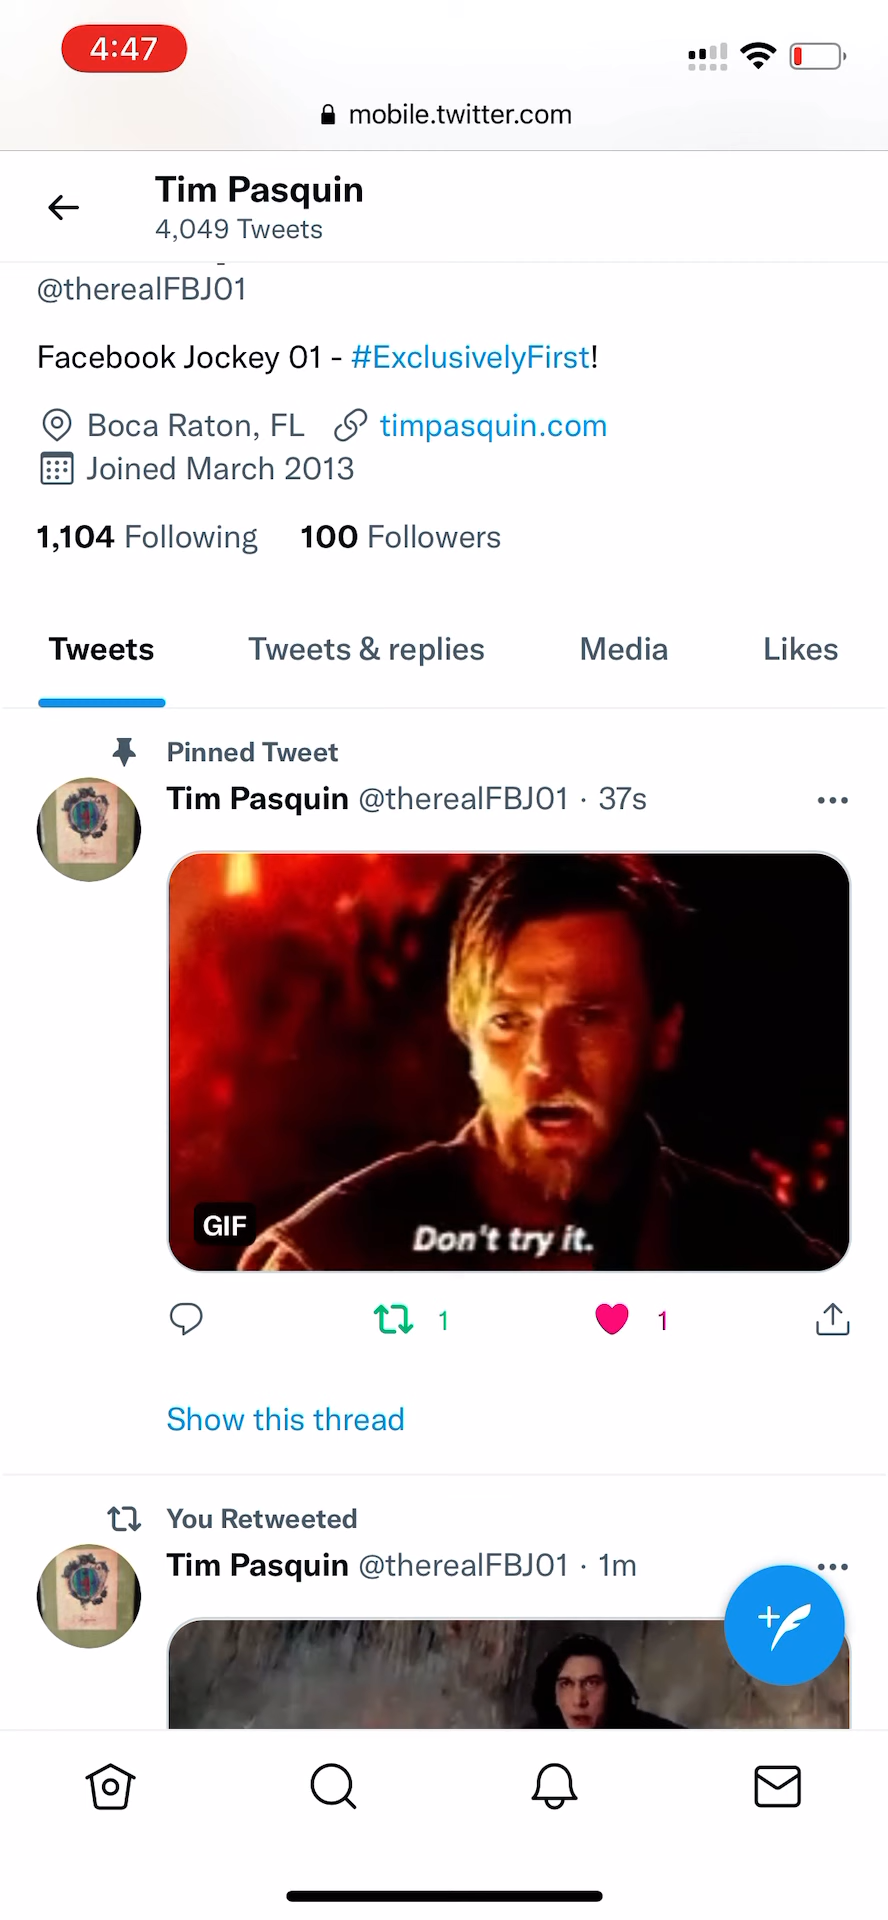 4:47
mobile.twitter.com
Tim Pasquin
4,049 Tweets
@therealFBJ01
Facebook Jockey 01 - #ExclusivelyFirst!
Boca Raton, FL timpasquin.com
Joined March 2013
1,104 Following 100 Followers
Tweets Tweets & replies Media Likes
Pinned Tweet
Tim Pasquin @therealFBJ01 · 37s
Don't try it.
GIF
1 1
Show this thread
You Retweeted
Tim Pasquin @therealFBJ01 · 1m